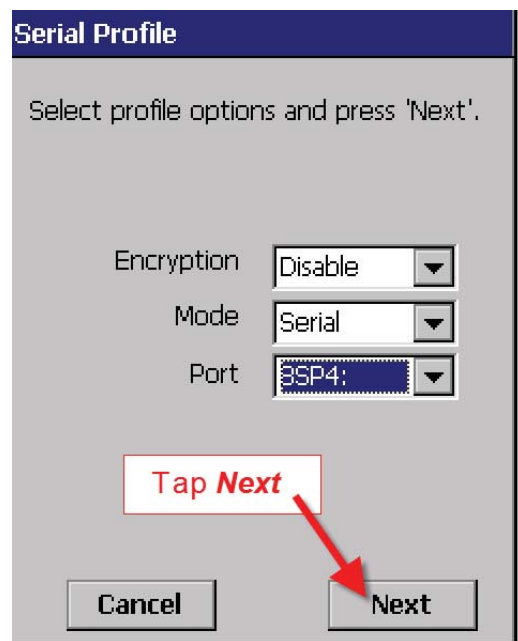 Serial Profile
Select profile options and press 'Next'.
Encryption Disable
Mode Serial
Port BSP4:
Tap Next
Cancel Next